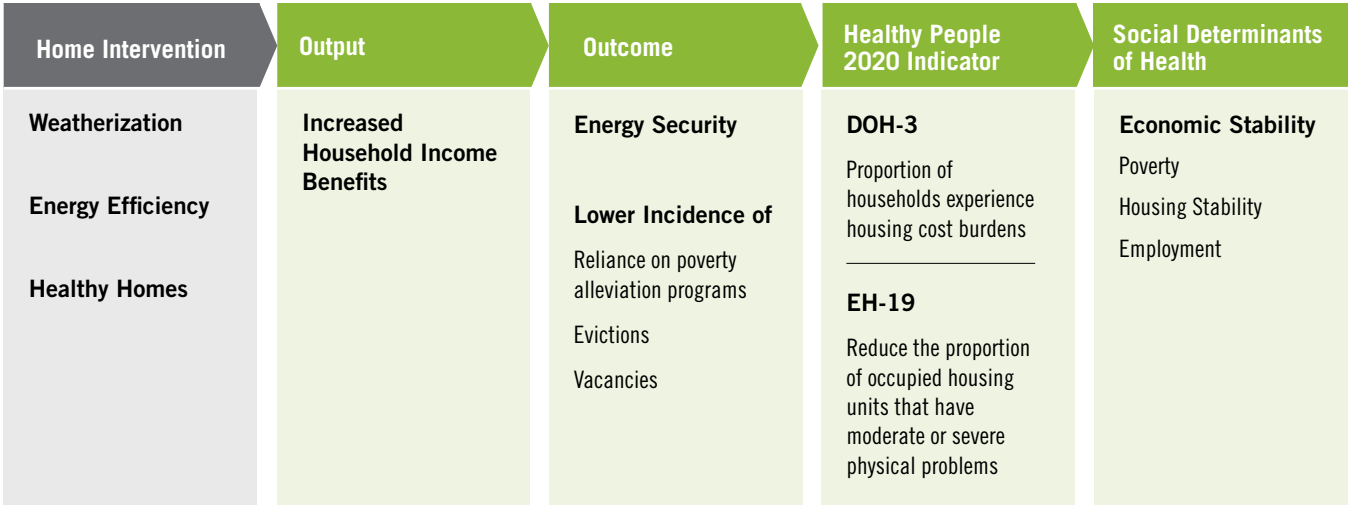 Home Intervention
Output
Outcome
Healthy People
2020 Indicator
Social Determinants
of Health
Weatherization
Energy Efficiency
Healthy Homes
Increased
Household Income
Benefits
Energy Security
Lower Incidence of
Reliance on poverty
alleviation programs
Evictions
Vacancies
DOH-3
Proportion of
households experience
housing cost burdens
EH-19
Reduce the proportion
of occupied housing
units that have
moderate or severe
physical problems
Economic Stability
Poverty
Housing Stability
Employment